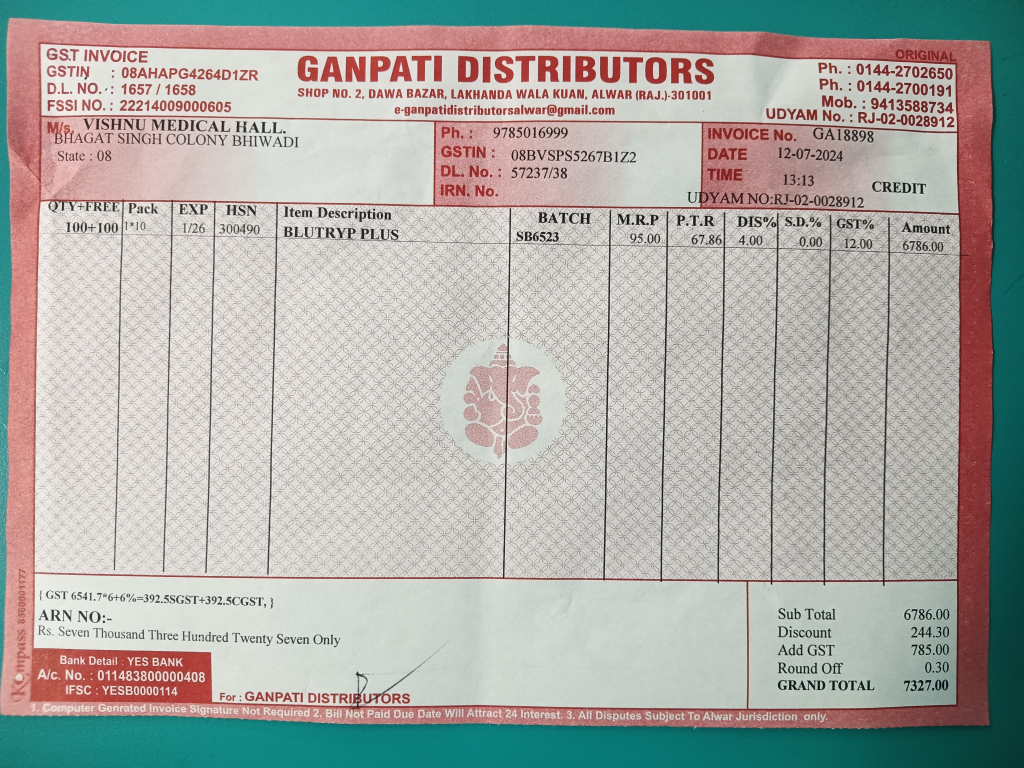 GST INVOICE
GSTIN : 08AHAPG4264D1ZR
D.L. NO. : 1657 / 1658
FSSI NO. : 22214009000605
GANPATI DISTRIBUTORS
SHOP NO. 2, DAWA BAZAR, LAKHANDA WALA KUAN, ALWAR (RAJ.)-301001
e-ganpatidistributorsalwar@gmail.com
ORIGINAL
Ph. : 0144-2702650
Ph. : 0144-2700191
Mob. : 9413588734
UDYAM No. : RJ-02-0028912
M/s. VISHNU MEDICAL HALL.
BHAGAT SINGH COLONY BHIWADI
State : 08
Ph. : 9785016999
GSTIN : 08BVSPS5267B1Z2
DL. No. : 57237/38
IRN. No.
INVOICE No. GA18898
DATE 12-07-2024
TIME 13:13
CREDIT
UDYAM NO:RJ-02-0028912
QTY+FREE Pack EXP HSN Item Description BATCH M.R.P P.T.R DIS% S.D.% GST% Amount
100+100 1*10 1/26 300490 BLUTRYP PLUS SB6523 95.00 67.86 4.00 0.00 12.00 6786.00
{ GST 6541.7*6+6%=392.5SGST+392.5CGST, }
ARN NO:-
Rs. Seven Thousand Three Hundred Twenty Seven Only
Bank Detail : YES BANK
A/c. No. : 011483800000408
IFSC : YESB0000114
For : GANPATI DISTRIBUTORS
Sub Total 6786.00
Discount 244.30
Add GST 785.00
Round Off 0.30
GRAND TOTAL 7327.00
1. Computer Genrated Invoice Signature Not Required 2. Bill Not Paid Due Date Will Attract 24 Interest. 3. All Disputes Subject To Alwar Jurisdiction only.
Kompass